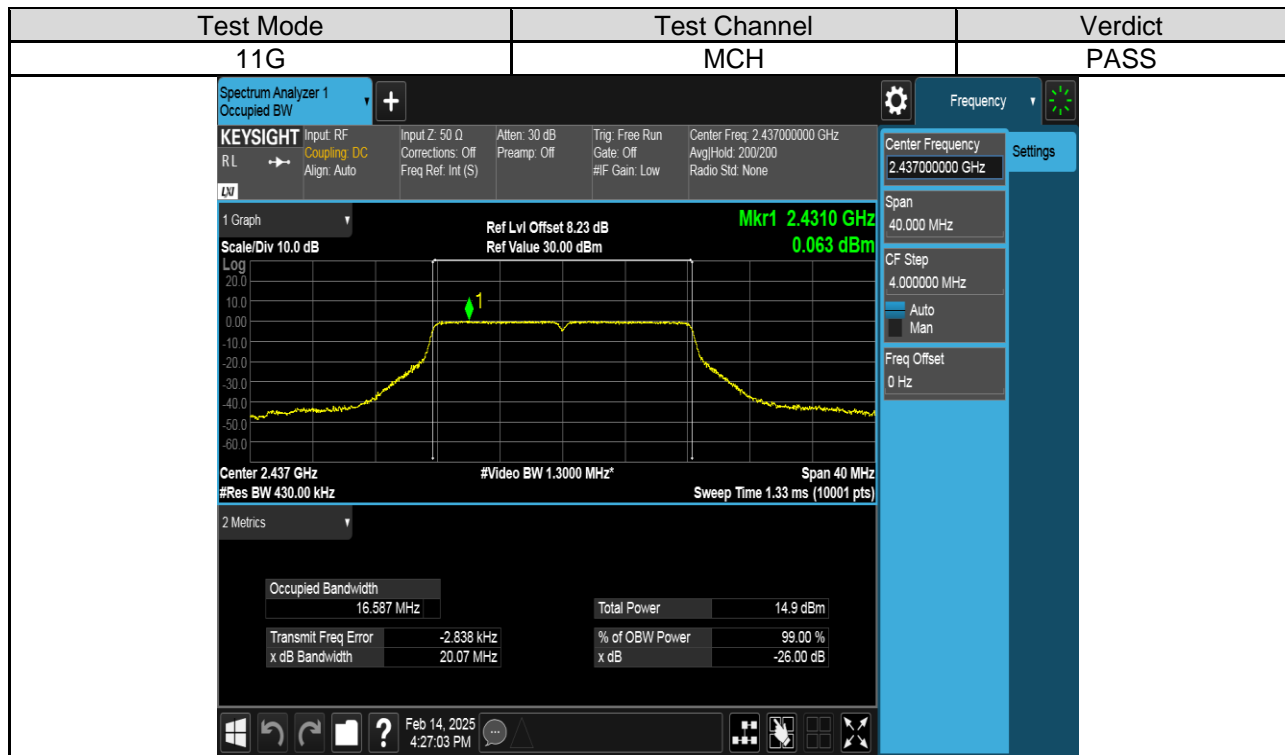 Test Mode Test Channel Verdict
11G MCH PASS
Spectrum Analyzer 1
Occupied BW
+
Frequency
KEYSIGHT Input: RF Input Z: 50 Ω Atten: 30 dB Trig: Free Run Center Freq: 2.437000000 GHz
RL Coupling: DC Corrections: Off Preamp: Off Gate: Off Avg|Hold: 200/200
Align: Auto Freq Ref: Int (S) #IF Gain: Low Radio Std: None
LXI
Center Frequency
2.437000000 GHz
Settings
Span
40.000 MHz
CF Step
4.000000 MHz
Auto
Man
Freq Offset
0 Hz
1 Graph Ref Lvl Offset 8.23 dB Mkr1 2.4310 GHz
Scale/Div 10.0 dB Ref Value 30.00 dBm 0.063 dBm
Log
20.0
10.0
1
0.00
-10.0
-20.0
-30.0
-40.0
-50.0
-60.0
Center 2.437 GHz #Video BW 1.3000 MHz* Span 40 MHz
#Res BW 430.00 kHz Sweep Time 1.33 ms (10001 pts)
2 Metrics
Occupied Bandwidth
16.587 MHz Total Power 14.9 dBm
Transmit Freq Error -2.838 kHz % of OBW Power 99.00 %
x dB Bandwidth 20.07 MHz x dB -26.00 dB
? Feb 14, 2025
4:27:03 PM